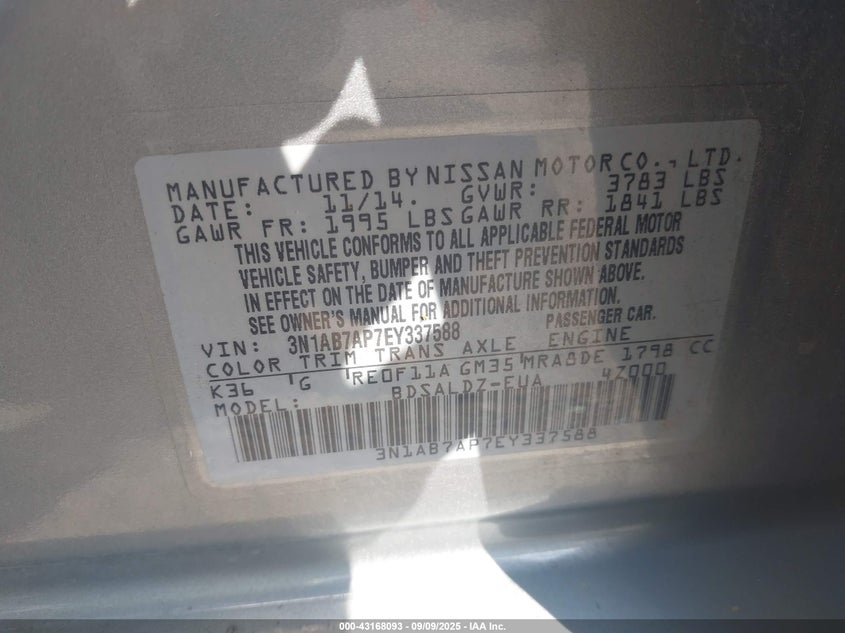 MANUFACTURED BY NISSAN MOTOR CO., LTD.
DATE: 11/14. GVWR: 3783 LBS
GAWR FR: 1995 LBS GAWR RR: 1841 LBS
THIS VEHICLE CONFORMS TO ALL APPLICABLE FEDERAL MOTOR
VEHICLE SAFETY, BUMPER AND THEFT PREVENTION STANDARDS
IN EFFECT ON THE DATE OF MANUFACTURE SHOWN ABOVE.
SEE OWNER'S MANUAL FOR ADDITIONAL INFORMATION.
VIN: 3N1AB7AP7EY337588 PASSENGER CAR.
COLOR TRIM TRANS AXLE ENGINE
K36 G RE0F11A GM35 MRA8DE 1798 CC
MODEL: BDSALDZ-EUA 4Z000
3N1AB7AP7EY337588
000-43168093 - 09/09/2025 - IAA Inc.